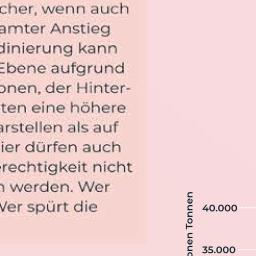 cher, wenn auch
amter Anstieg
dinierung kann
Ebene aufgrund
onen, der Hinter-
ten eine höhere
arstellen als auf
ier dürfen auch
erechtigkeit nicht
n werden. Wer
Wer spürt die
onen Tonnen
40.000
35.000